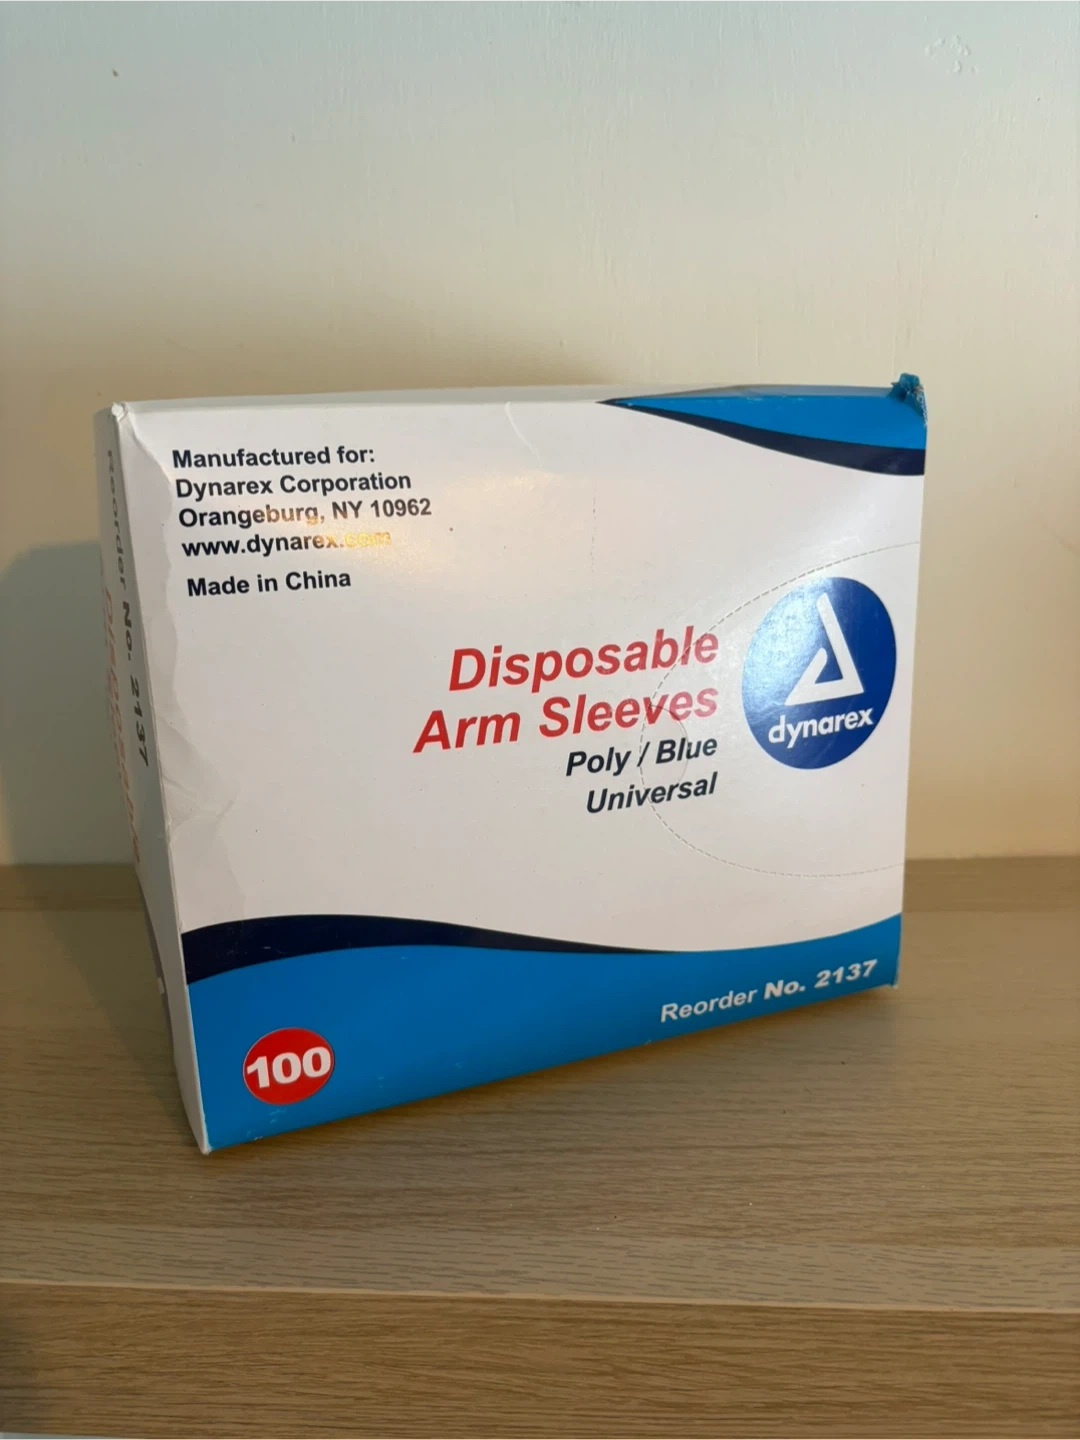 Manufactured for:
Dynarex Corporation
Orangeburg, NY 10962
www.dynarex.com
Made in China
Disposable
Arm Sleeves
Poly / Blue
Universal
dynarex
Reorder No. 2137
100
Reorder No. 2137